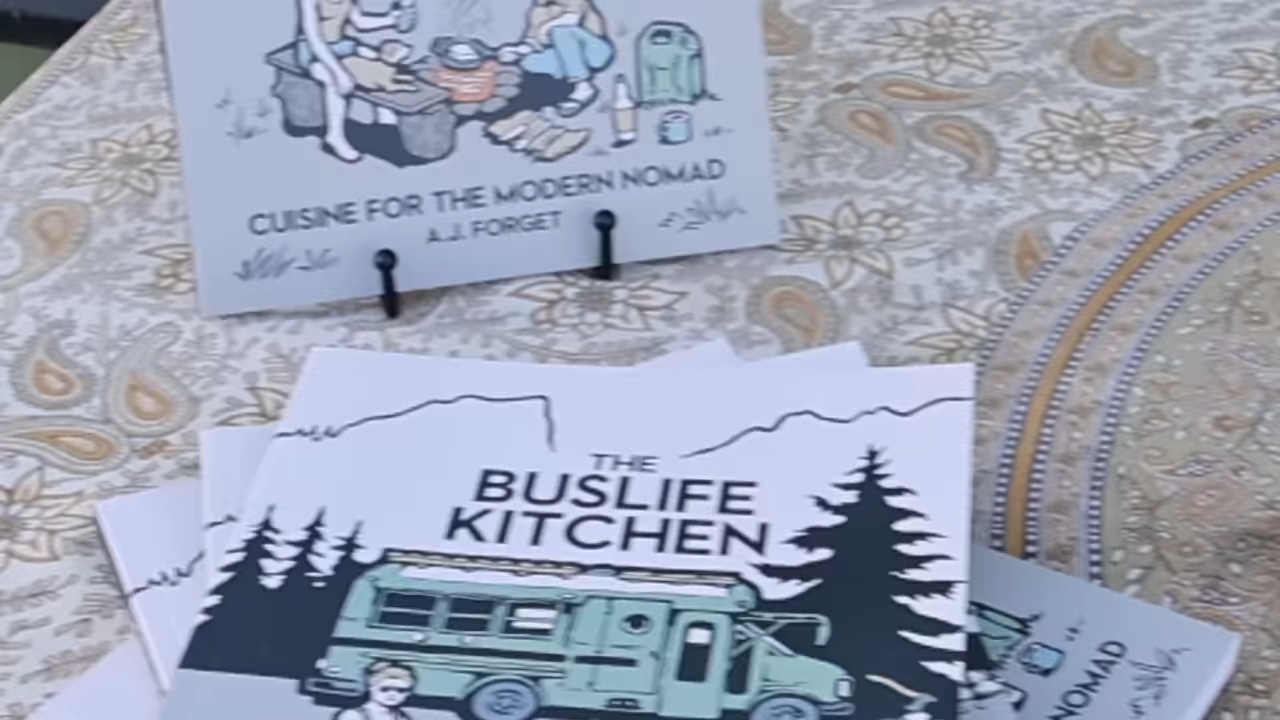 CUISINE FOR THE MODERN NOMAD
A.J. FORGET
THE
BUSLIFE
KITCHEN
NOMAD